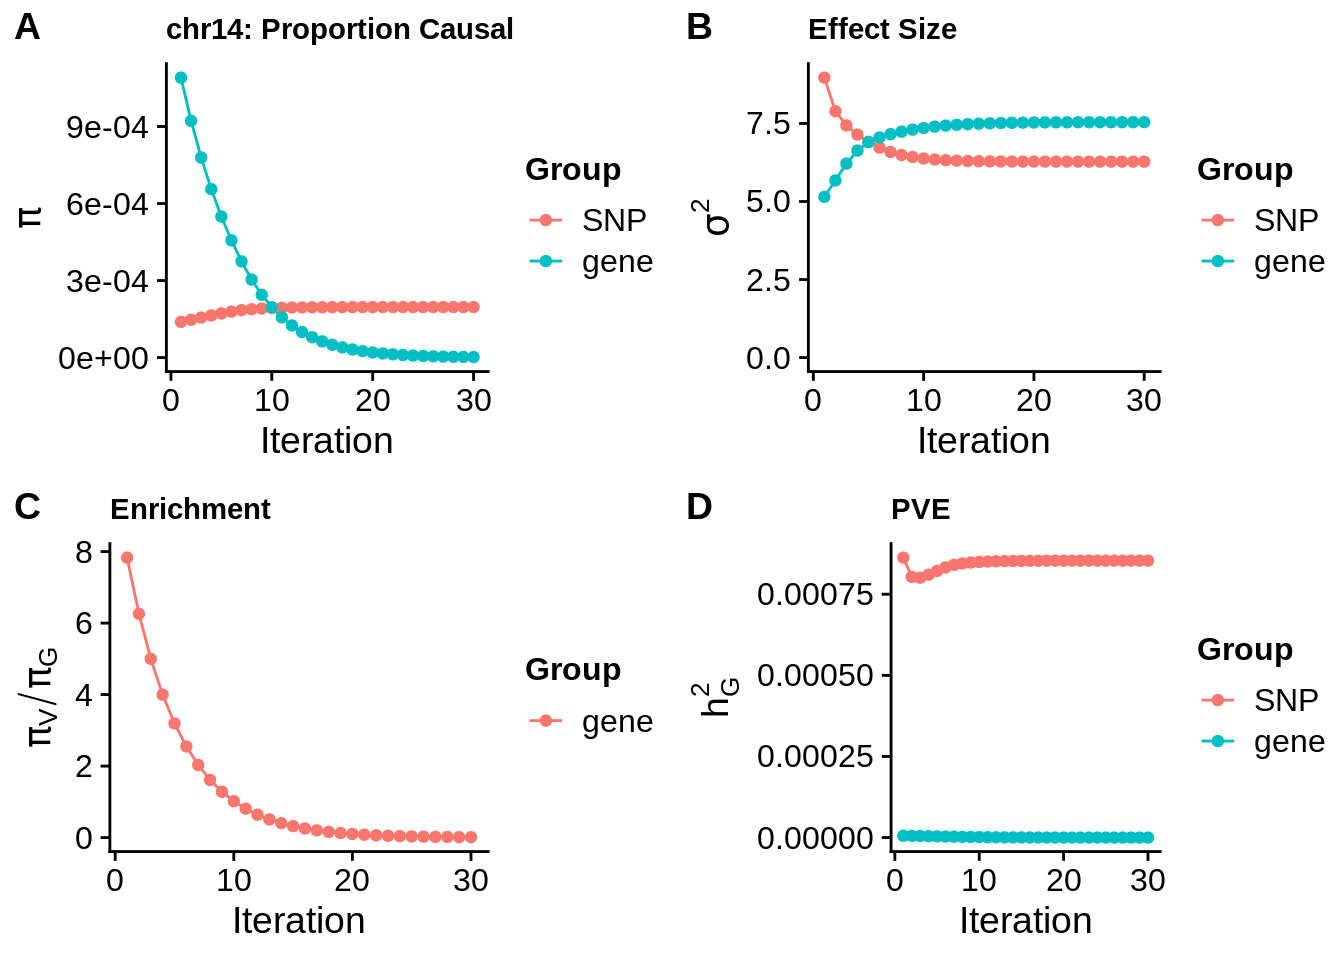 A
chr14: Proportion Causal
π
9e-04
6e-04
3e-04
0e+00
0
10
20
30
Iteration
Group
SNP
gene
B
Effect Size
σ²
7.5
5.0
2.5
0.0
0
10
20
30
Iteration
Group
SNP
gene
C
Enrichment
π_V/π_G
8
6
4
2
0
0
10
20
30
Iteration
Group
gene
D
PVE
h²_G
0.00075
0.00050
0.00025
0.00000
0
10
20
30
Iteration
Group
SNP
gene